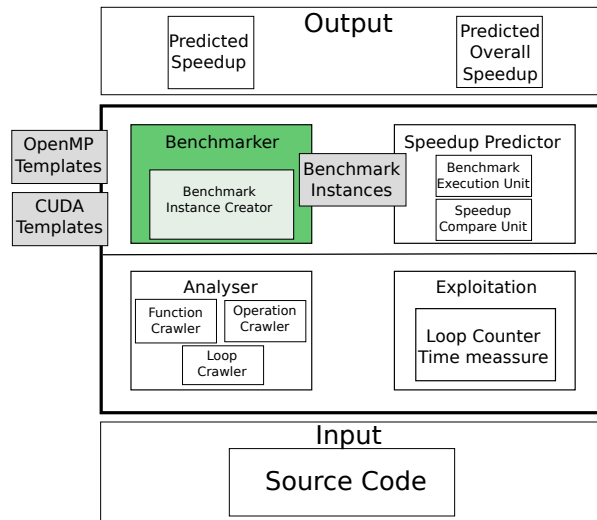 Output
Predicted
Speedup
Predicted
Overall
Speedup
OpenMP
Templates
CUDA
Templates
Benchmarker
Benchmark
Instance Creator
Benchmark
Instances
Speedup Predictor
Benchmark
Execution Unit
Speedup
Compare Unit
Analyser
Function
Crawler
Operation
Crawler
Loop
Crawler
Exploitation
Loop Counter
Time meassure
Input
Source Code